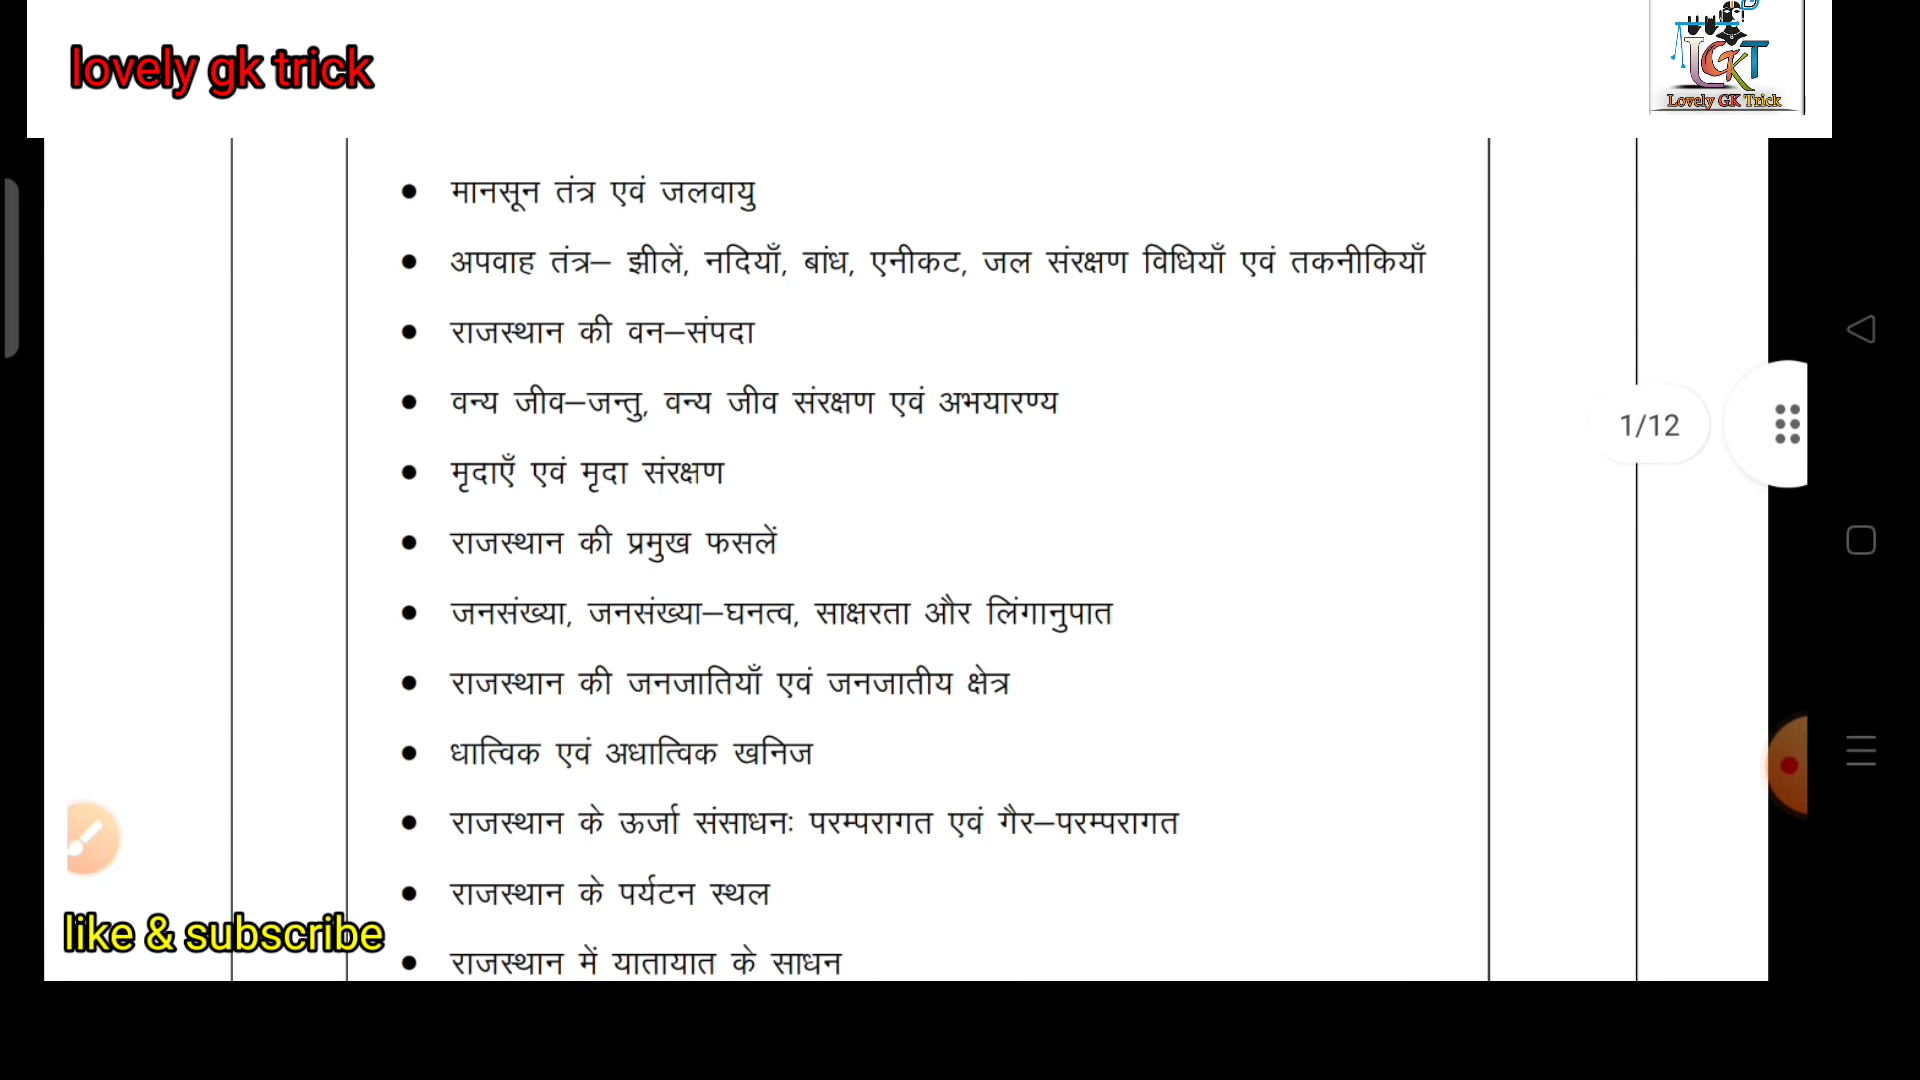 lovely gk trick
LGKT
Lovely GK Trick
• मानसून तंत्र एवं जलवायु
• अपवाह तंत्र– झीलें, नदियाँ, बांध, एनीकट, जल संरक्षण विधियाँ एवं तकनीकियाँ
• राजस्थान की वन–संपदा
• वन्य जीव–जन्तु, वन्य जीव संरक्षण एवं अभयारण्य
1/12
• मृदाएँ एवं मृदा संरक्षण
• राजस्थान की प्रमुख फसलें
• जनसंख्या, जनसंख्या–घनत्व, साक्षरता और लिंगानुपात
• राजस्थान की जनजातियाँ एवं जनजातीय क्षेत्र
• धात्विक एवं अधात्विक खनिज
• राजस्थान के ऊर्जा संसाधनः परम्परागत एवं गैर–परम्परागत
• राजस्थान के पर्यटन स्थल
like & subscribe
• राजस्थान में यातायात के साधन